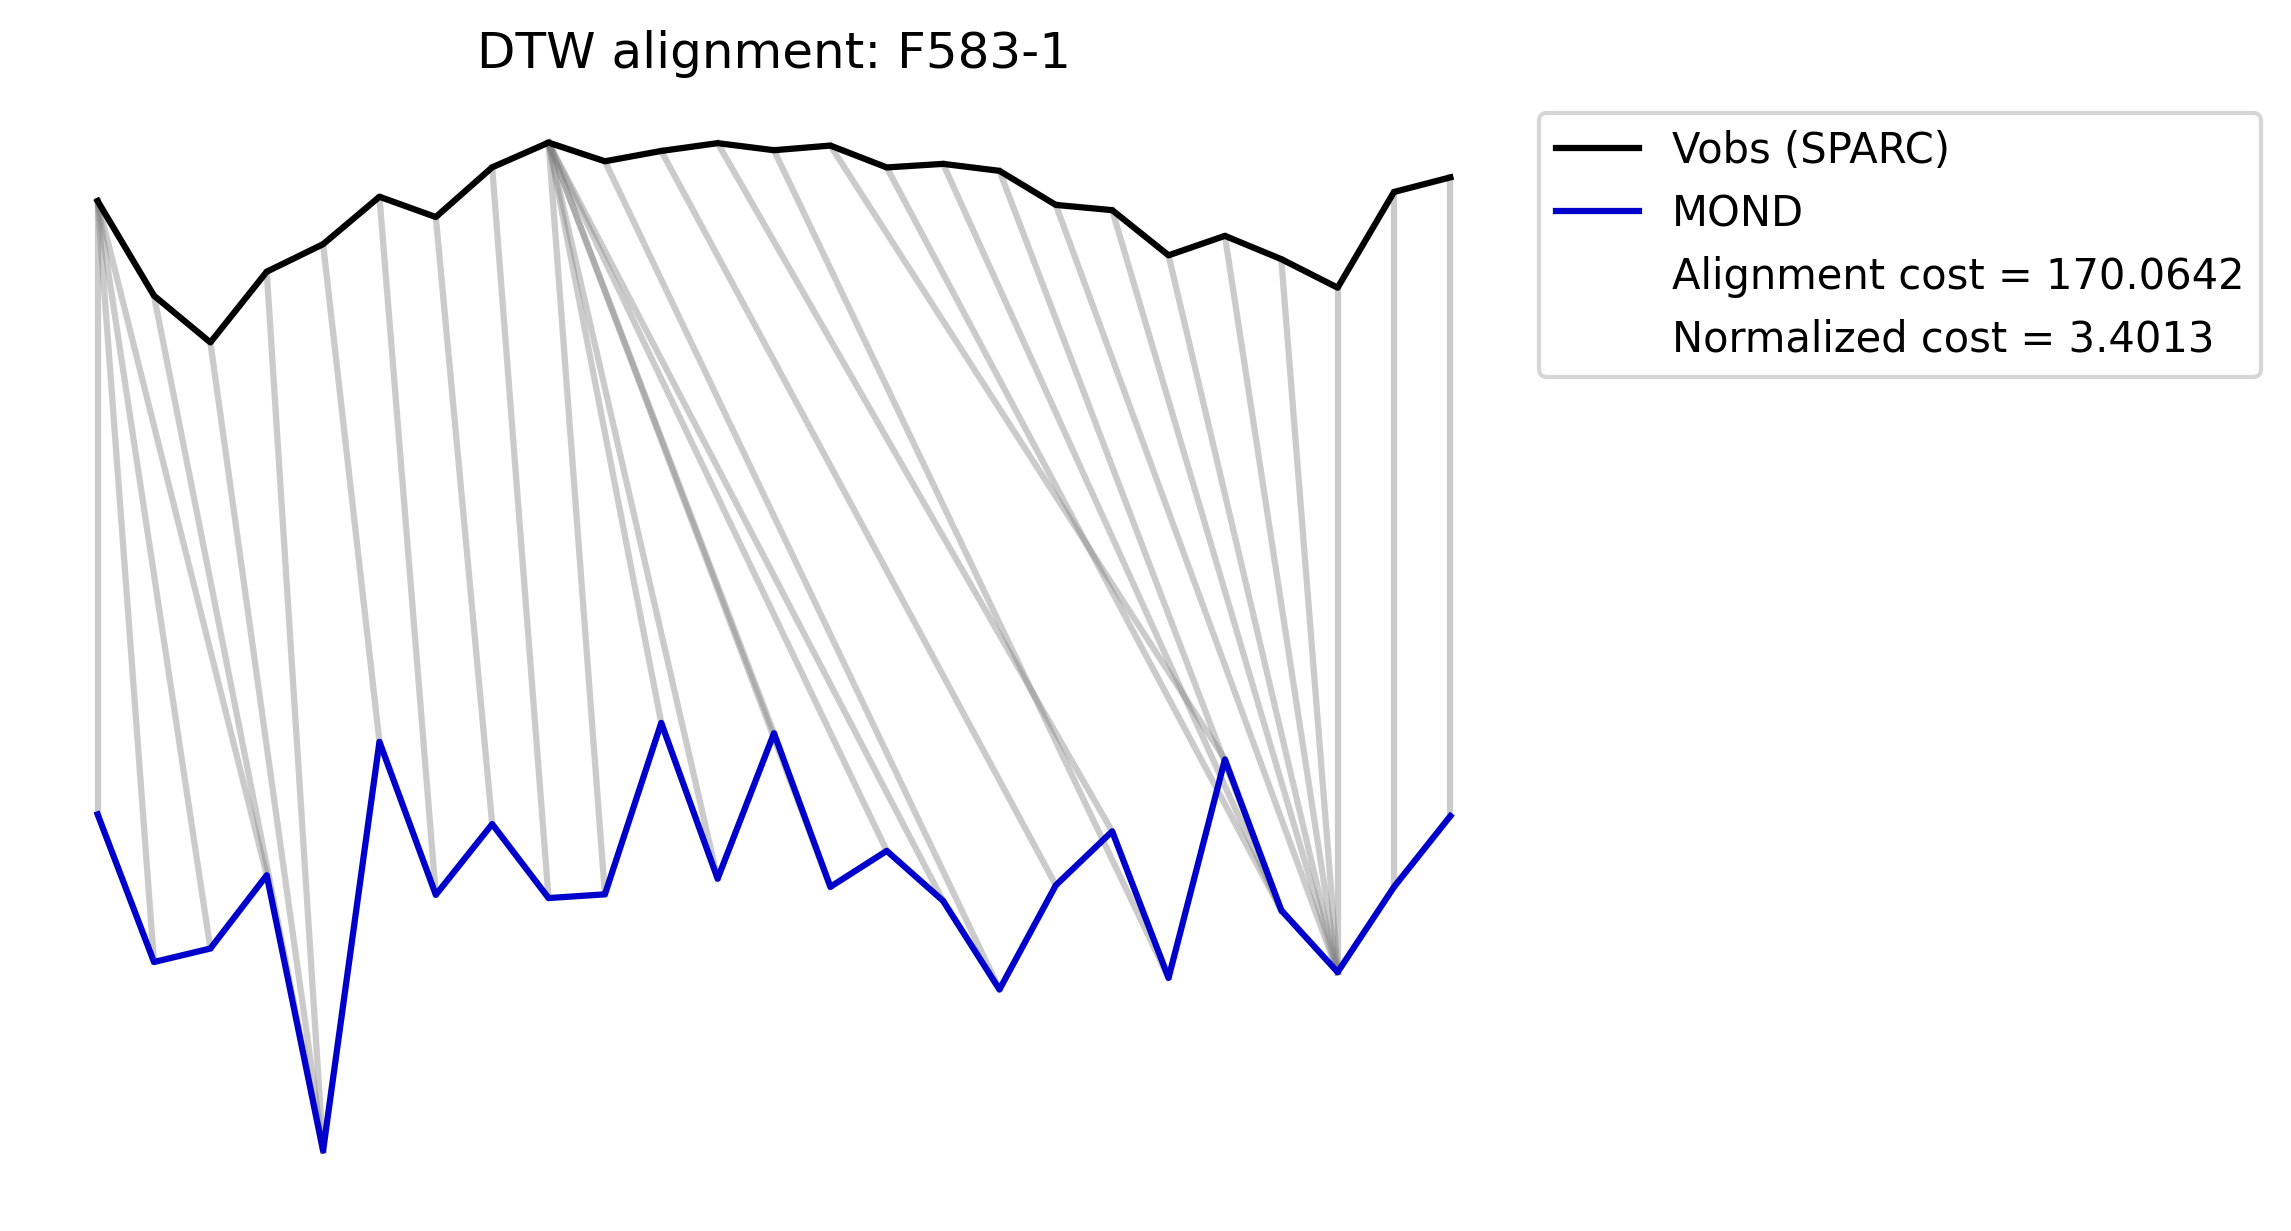 DTW alignment: F583-1
Vobs (SPARC)
MOND
Alignment cost = 170.0642
Normalized cost = 3.4013